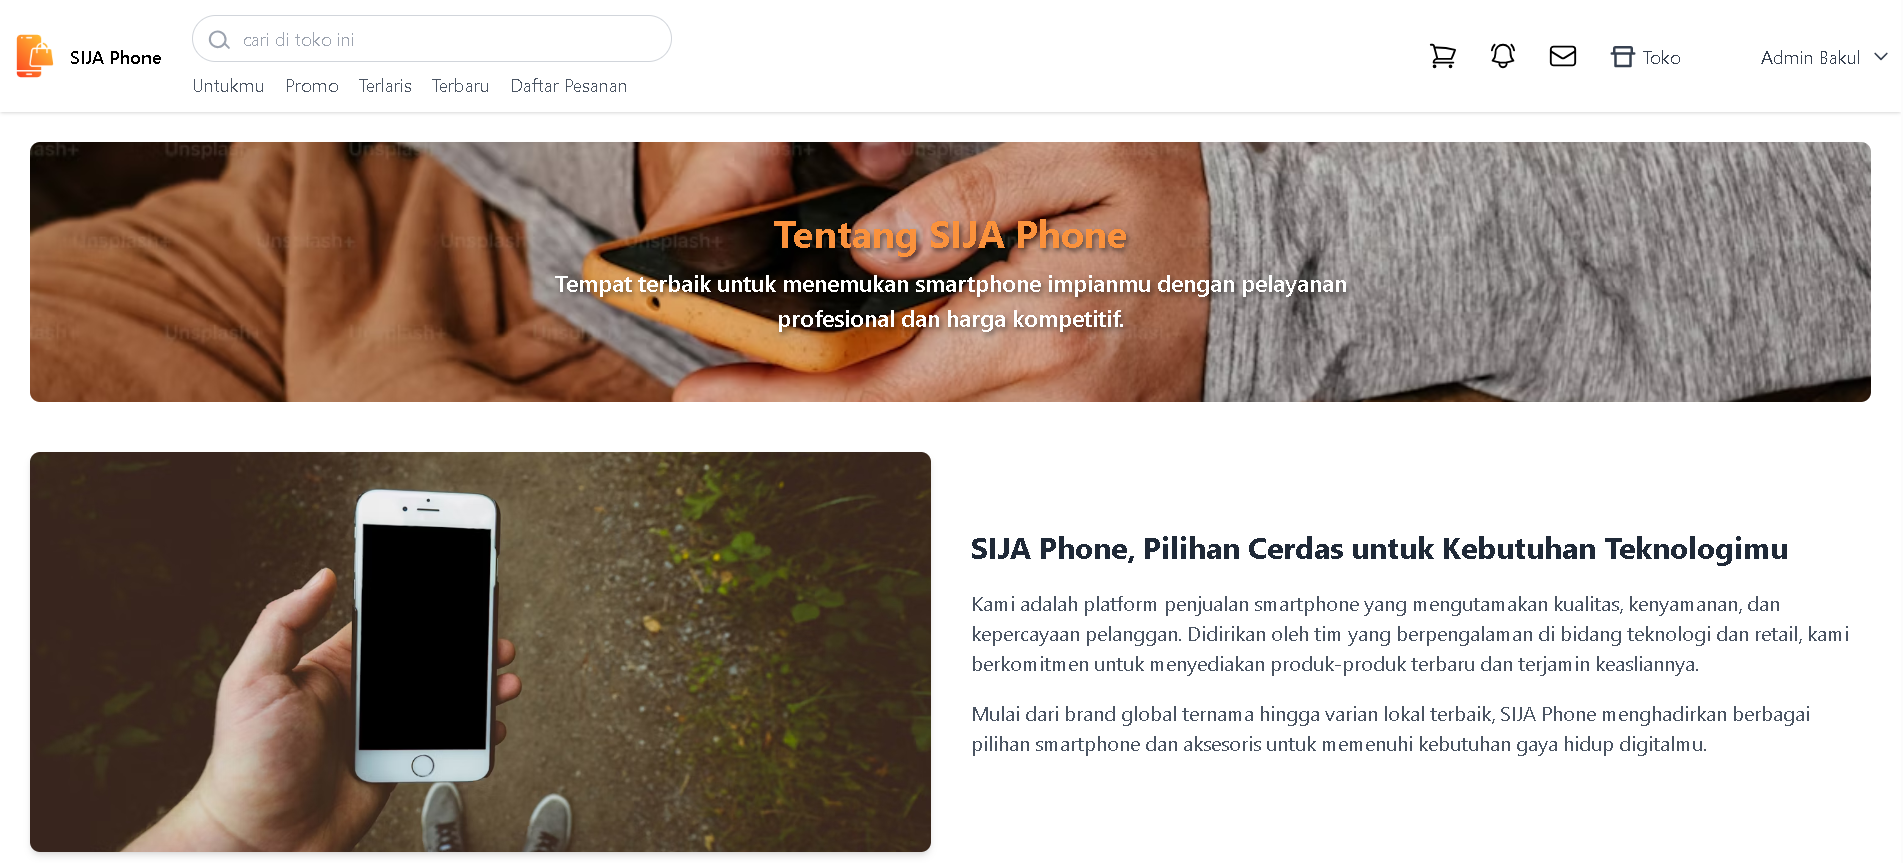 SIJA Phone
cari di toko ini
Untukmu Promo Terlaris Terbaru Daftar Pesanan
Toko
Admin Bakul
Unsplash+
Tentang SIJA Phone
Tempat terbaik untuk menemukan smartphone impianmu dengan pelayanan
profesional dan harga kompetitif.
SIJA Phone, Pilihan Cerdas untuk Kebutuhan Teknologimu
Kami adalah platform penjualan smartphone yang mengutamakan kualitas, kenyamanan, dan
kepercayaan pelanggan. Didirikan oleh tim yang berpengalaman di bidang teknologi dan retail, kami
berkomitmen untuk menyediakan produk-produk terbaru dan terjamin keasliannya.
Mulai dari brand global ternama hingga varian lokal terbaik, SIJA Phone menghadirkan berbagai
pilihan smartphone dan aksesoris untuk memenuhi kebutuhan gaya hidup digitalmu.